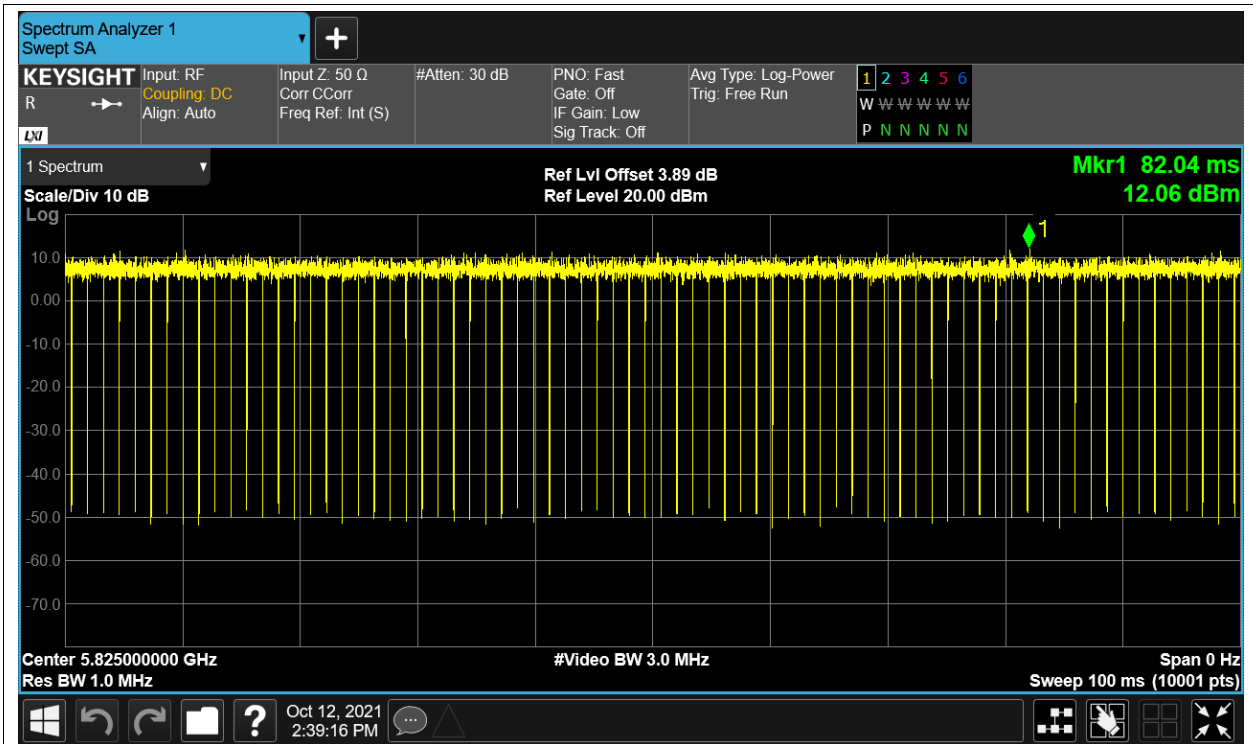 Spectrum Analyzer 1
Swept SA
KEYSIGHT
R
LXI
Input: RF
Coupling: DC
Align: Auto
Input Z: 50 Ω
Corr CCorr
Freq Ref: Int (S)
#Atten: 30 dB
PNO: Fast
Gate: Off
IF Gain: Low
Sig Track: Off
Avg Type: Log-Power
Trig: Free Run
1 2 3 4 5 6
W W W W W W
P N N N N N
1 Spectrum
Scale/Div 10 dB
Ref Lvl Offset 3.89 dB
Ref Level 20.00 dBm
Mkr1 82.04 ms
12.06 dBm
Log
1
10.0
0.00
-10.0
-20.0
-30.0
-40.0
-50.0
-60.0
-70.0
Center 5.825000000 GHz
Res BW 1.0 MHz
#Video BW 3.0 MHz
Span 0 Hz
Sweep 100 ms (10001 pts)
?
Oct 12, 2021
2:39:16 PM